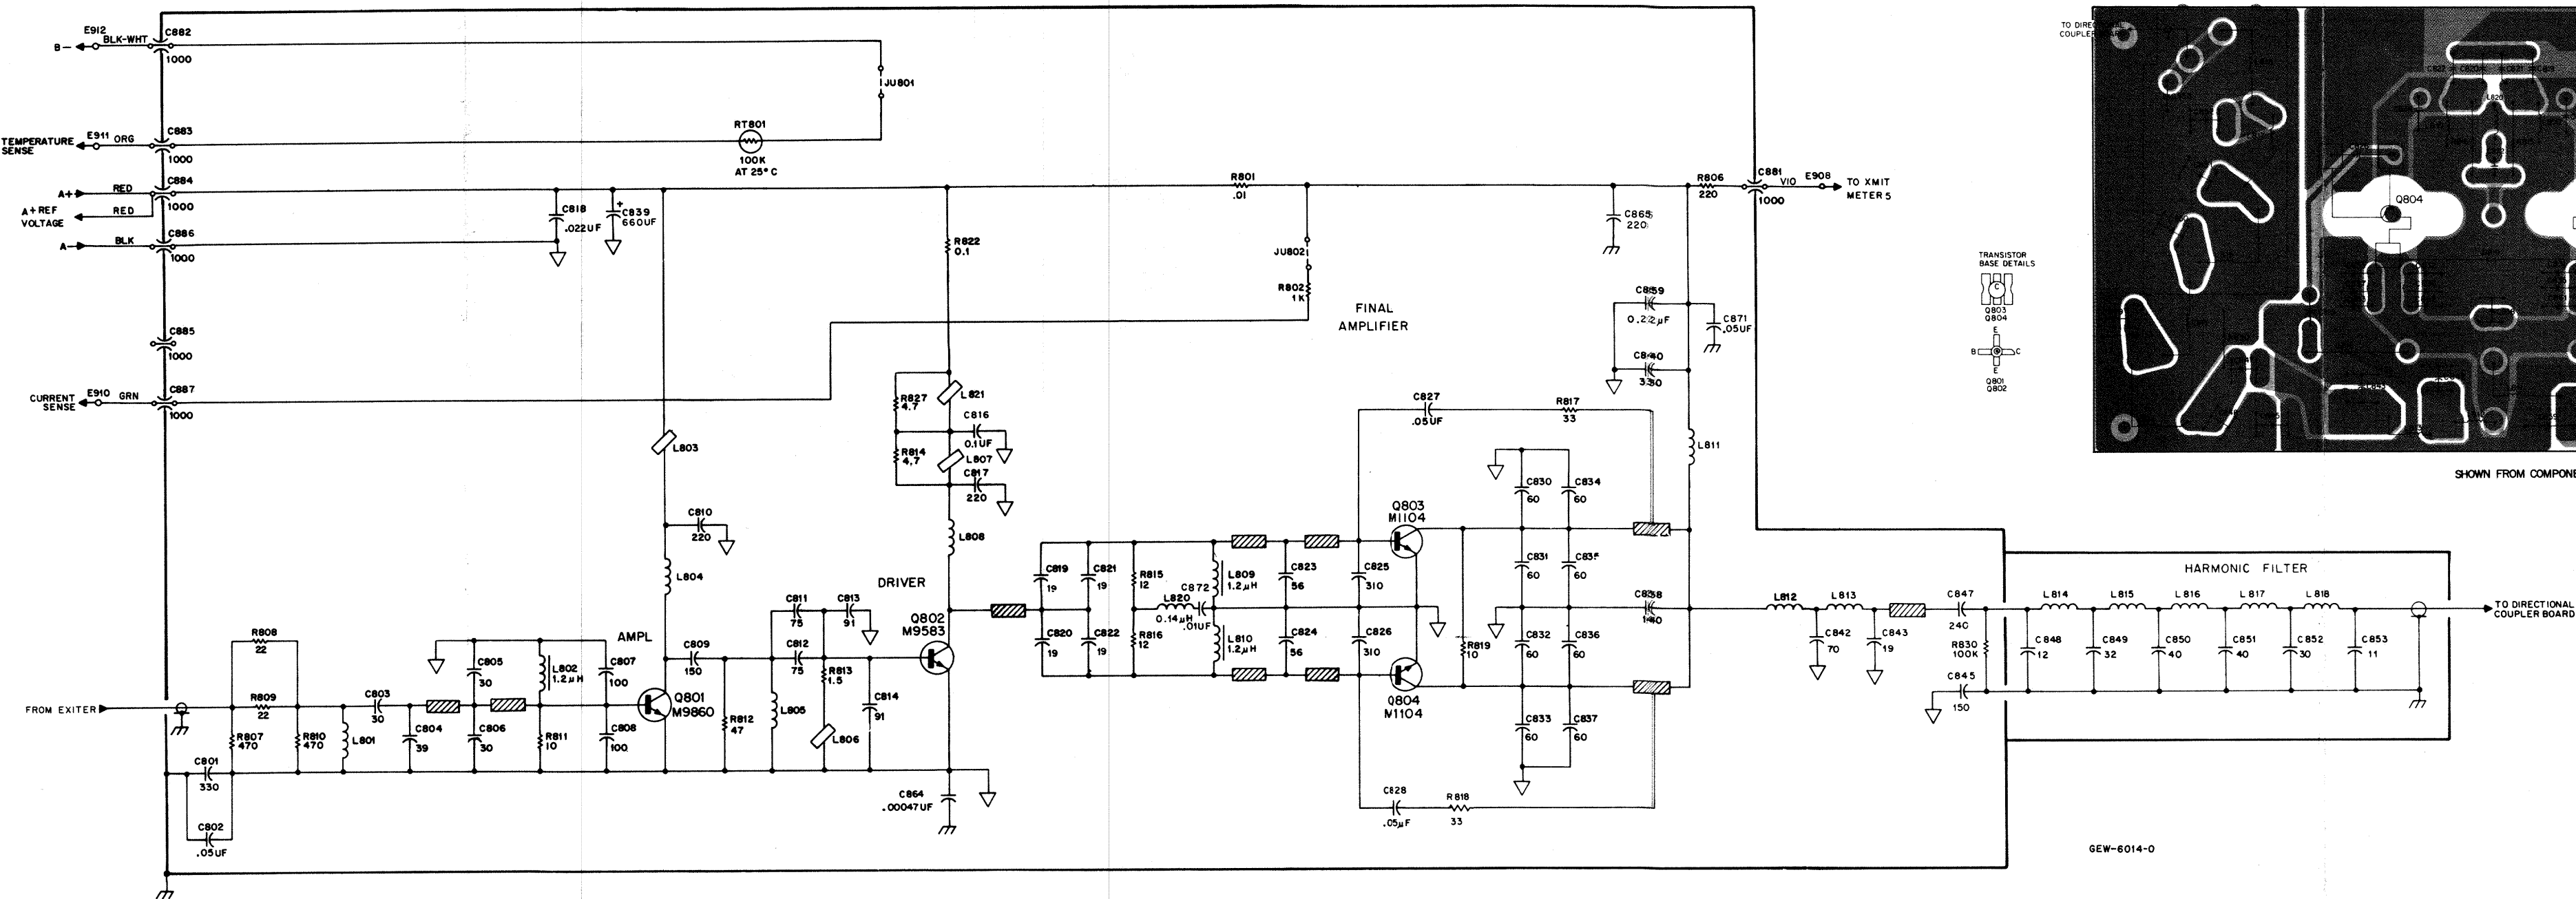 E912
B-
BLK-WHT
C882
1000
JU801
TEMPERATURE
SENSE
E911
ORG
C883
1000
RT801
100K
AT 25°C
A+
RED
C884
1000
A+REF
VOLTAGE
RED
A-
BLK
C886
1000
C818
.022UF
+
C839
660UF
R822
0.1
R801
.01
JU802
R802
1K
C865
220
R806
220
C881
1000
VIO
E908
TO XMIT
METER 5
C885
1000
CURRENT
SENSE
E910
GRN
C887
1000
FINAL
AMPLIFIER
C871
.05UF
L803
R827
4.7
L821
C816
0.1UF
R814
4.7
L807
C817
220
C827
.05UF
R817
33
L811
C810
220
L804
L808
DRIVER
Q802
M9583
C819
19
C821
19
C820
19
C822
19
R815
12
R816
12
C872
.01UF
L820
0.14µH
L809
1.2µH
L810
1.2µH
C823
56
C824
56
C825
310
C826
310
Q803
M1104
Q804
M1104
R819
10
C830
60
C834
60
C831
60
60
C832
60
C836
60
C833
60
C837
60
L812
L813
C842
70
C843
19
C847
240
R830
100K
C845
150
HARMONIC FILTER
L814
L815
L816
L817
L818
C848
12
C849
32
C850
40
C851
40
C852
30
C853
11
TO DIRECTIONAL
COUPLER BOARD
FROM EXITER
R808
22
R809
22
R807
470
R810
470
L801
C801
330
C802
.05UF
C803
30
C804
39
C805
30
C806
30
L802
1.2µH
R811
10
C807
100
C808
100
AMPL
Q801
M9860
C809
150
R812
47
L805
C811
75
C812
75
C813
91
R813
1.5
L806
C814
91
C864
.00047UF
C828
.05µF
R818
33
GEW-6014-0
TRANSISTOR
BASE DETAILS
C
Q803
Q804
E
B
C
E
Q801
Q802
Q804
SHOWN FROM